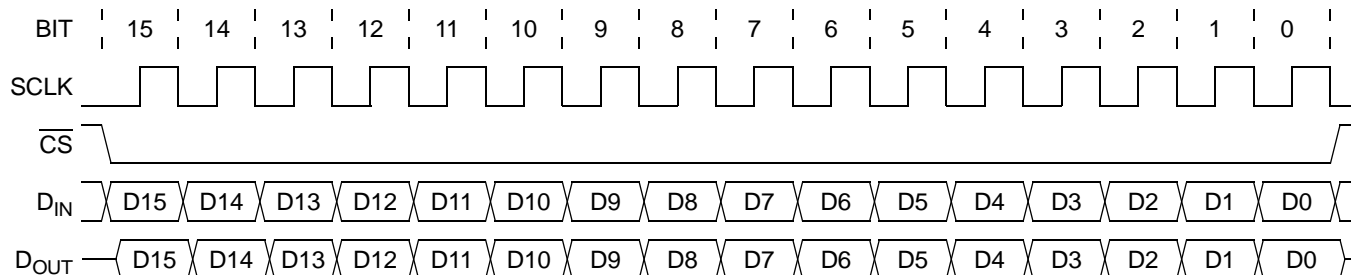 BIT 15 14 13 12 11 10 9 8 7 6 5 4 3 2 1 0
SCLK
CS
DIN D15 D14 D13 D12 D11 D10 D9 D8 D7 D6 D5 D4 D3 D2 D1 D0
DOUT D15 D14 D13 D12 D11 D10 D9 D8 D7 D6 D5 D4 D3 D2 D1 D0